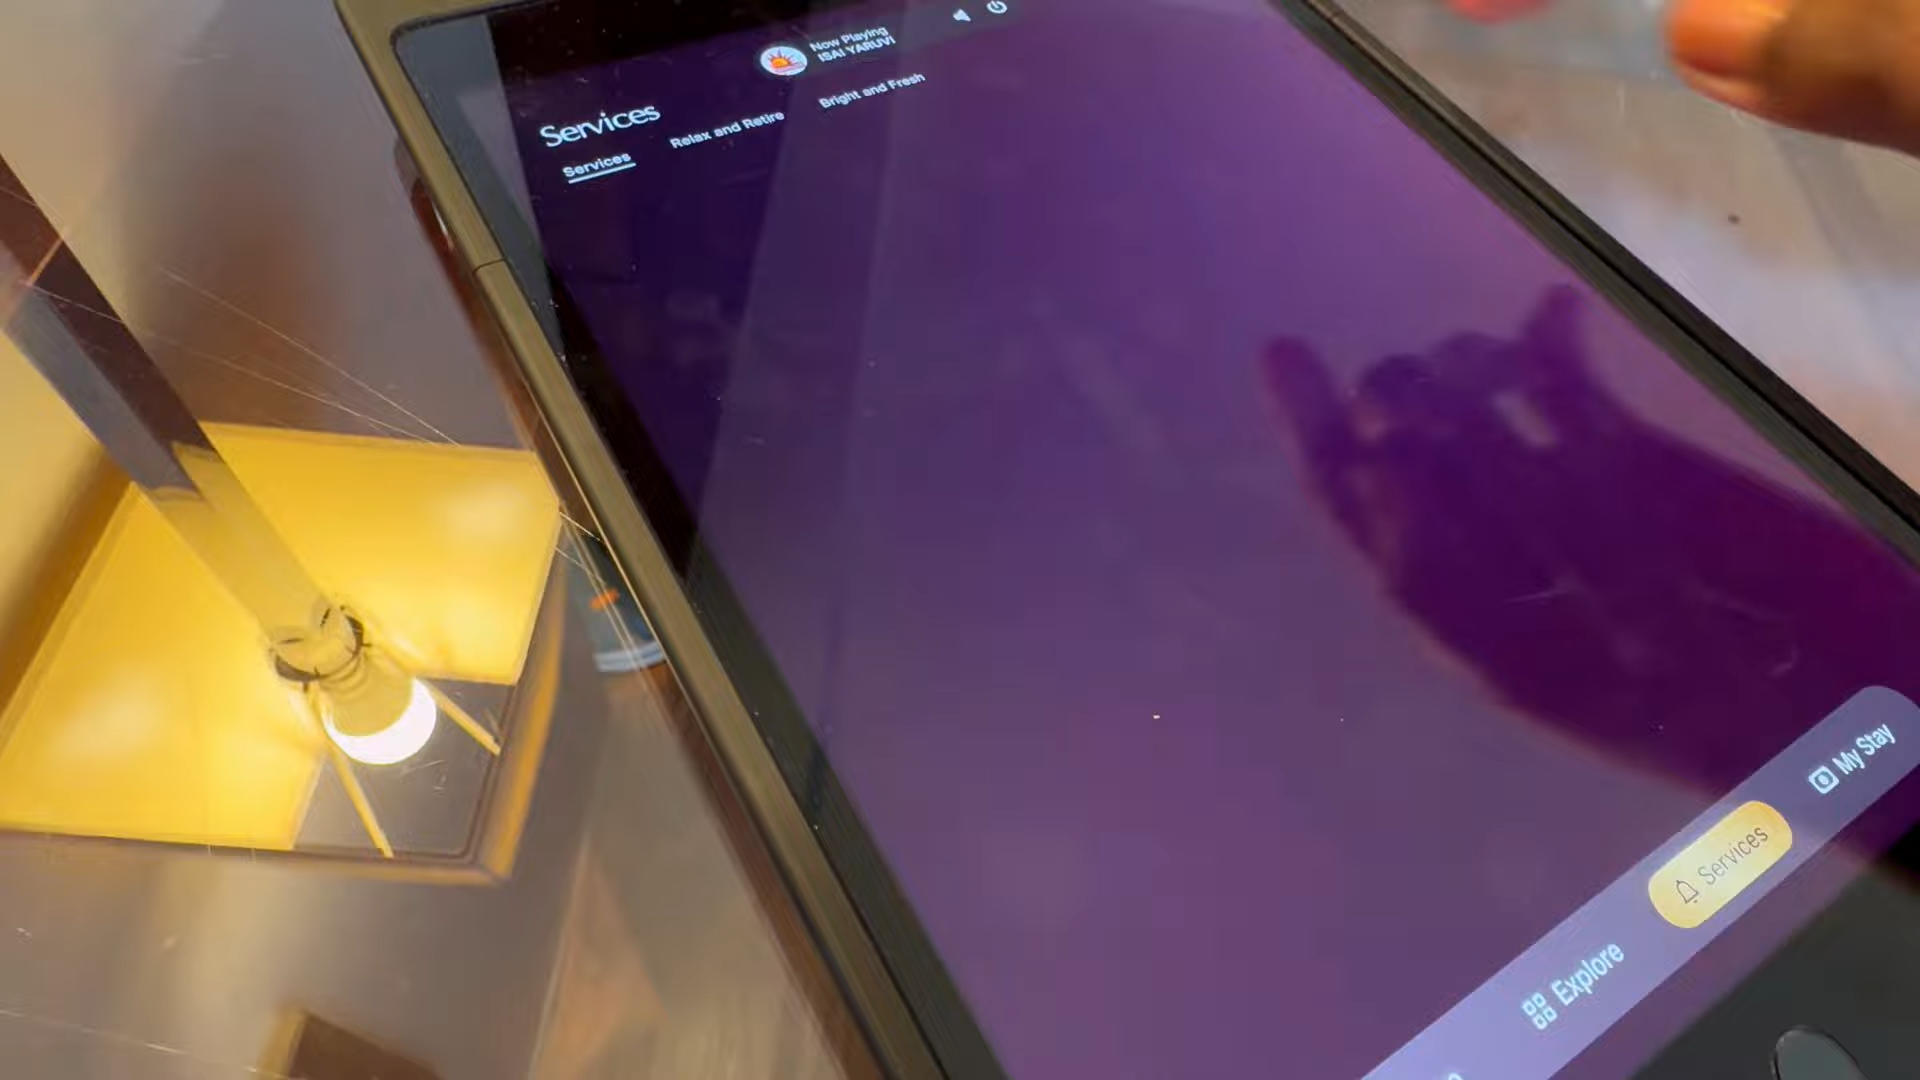 Now Playing
ISAI YARUVI
Services
Services
Relax and Retire
Bright and Fresh
My Stay
Services
Explore